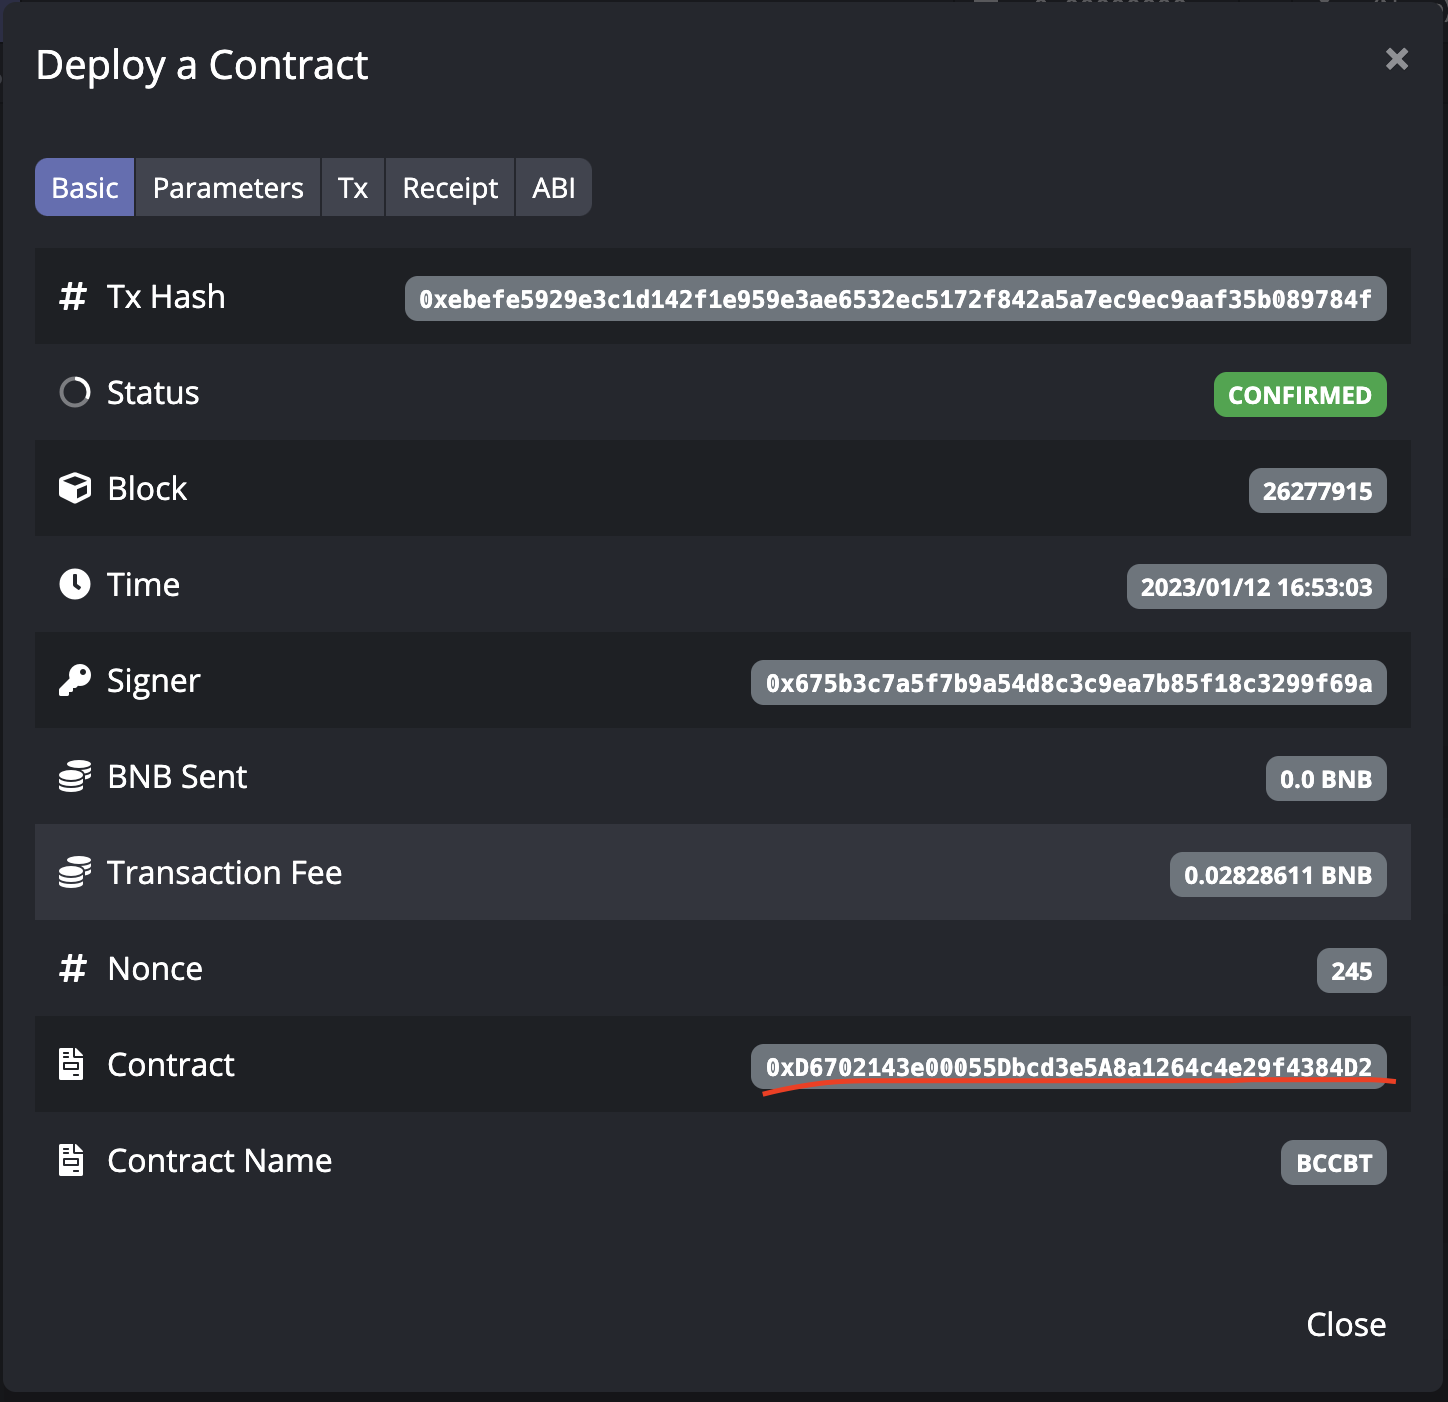 Deploy a Contract
Basic Parameters Tx Receipt ABI
Tx Hash 0xebefe5929e3c1d142f1e959e3ae6532ec5172f842a5a7ec9ec9aaf35b089784f
Status CONFIRMED
Block 26277915
Time 2023/01/12 16:53:03
Signer 0x675b3c7a5f7b9a54d8c3c9ea7b85f18c3299f69a
BNB Sent 0.0 BNB
Transaction Fee 0.02828611 BNB
Nonce 245
Contract 0xD6702143e00055Dbcd3e5A8a1264c4e29f4384D2
Contract Name BCCBT
Close